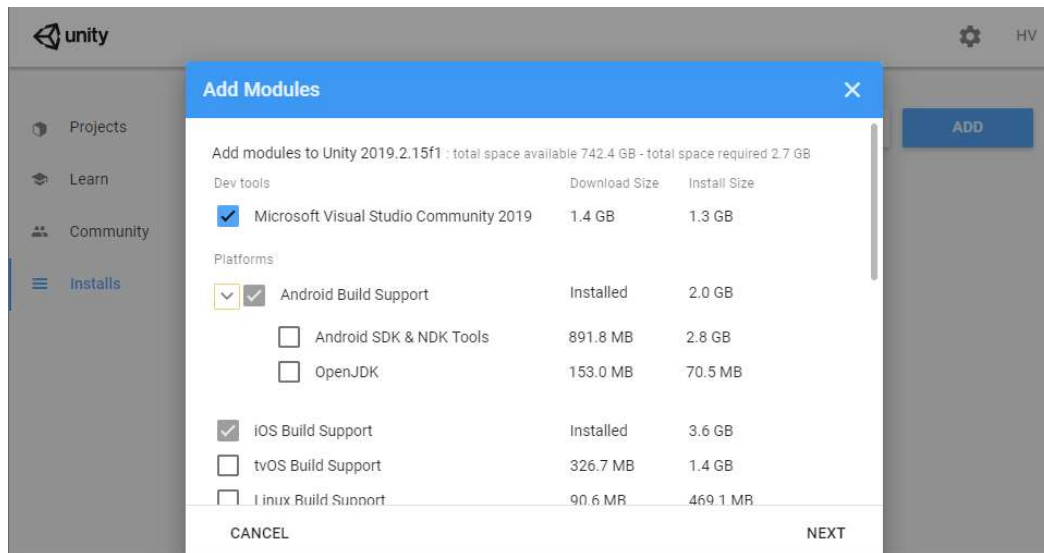 unity
HV
Add Modules
Projects
ADD
Add modules to Unity 2019.2.15f1 : total space available 742.4 GB - total space required 2.7 GB
Learn
Dev tools Download Size Install Size
Microsoft Visual Studio Community 2019 1.4 GB 1.3 GB
Community
Platforms
Installs
Android Build Support Installed 2.0 GB
Android SDK & NDK Tools 891.8 MB 2.8 GB
OpenJDK 153.0 MB 70.5 MB
iOS Build Support Installed 3.6 GB
tvOS Build Support 326.7 MB 1.4 GB
Linux Build Support 90.6 MB 469.1 MB
CANCEL NEXT